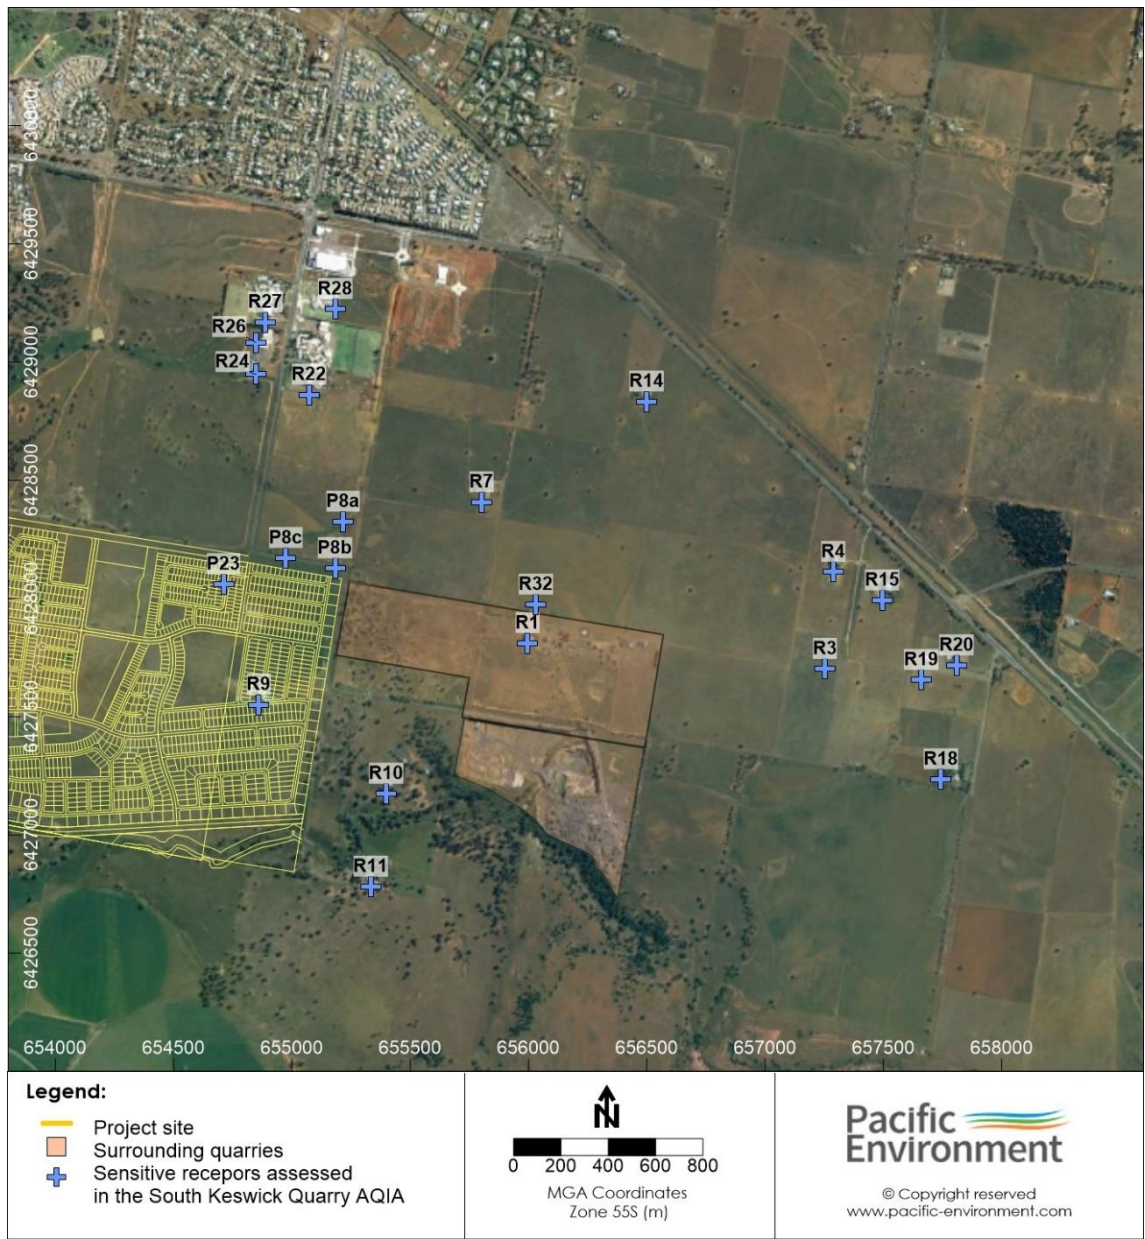 6430000
6429500
6429000
6428500
6428000
6427500
6427000
6426500
R28
R27
R26
R24
R22
R14
R7
P8a
P8c
P8b
P23
R4
R15
R32
R1
R3
R20
R19
R9
R18
R10
R11
654000 654500 655000 655500 656000 656500 657000 657500 658000
Legend:
Project site
Surrounding quarries
Sensitive recepors assessed
in the South Keswick Quarry AQIA
N
0 200 400 600 800
MGA Coordinates
Zone 55S (m)
Pacific
Environment
© Copyright reserved
www.pacific-environment.com